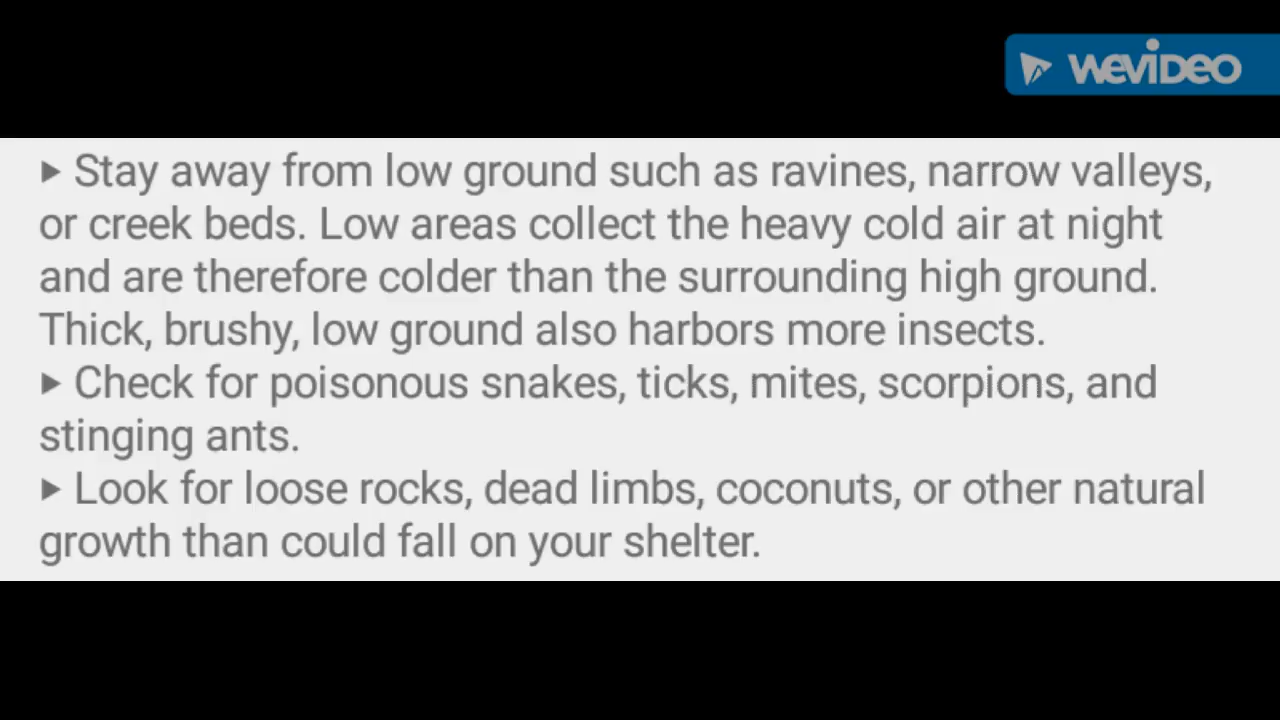 WEVIDEO
▶ Stay away from low ground such as ravines, narrow valleys,
or creek beds. Low areas collect the heavy cold air at night
and are therefore colder than the surrounding high ground.
Thick, brushy, low ground also harbors more insects.
▶ Check for poisonous snakes, ticks, mites, scorpions, and
stinging ants.
▶ Look for loose rocks, dead limbs, coconuts, or other natural
growth than could fall on your shelter.